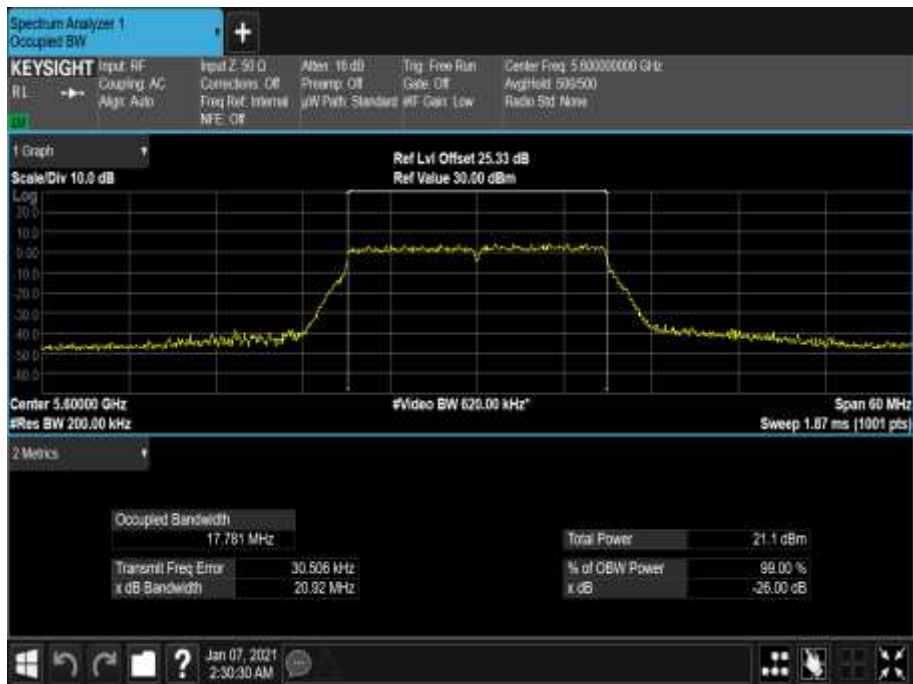 Spectrum Analyzer 1
Occupied BW
KEYSIGHT
Input: RF
Coupling: AC
Align: Auto
Input Z: 50 Ω
Corrections: Off
Freq Ref: Internal
NFE: Off
Atten: 16 dB
Preamp: Off
µW Path: Standard
Trig: Free Run
Gate: Off
#IF Gain: Low
Center Freq: 5.600000000 GHz
Avg|Hold: 500/500
Radio Std: None
1 Graph
Scale/Div 10.0 dB
Ref Lvl Offset 25.33 dB
Ref Value 30.00 dBm
Log
20.0
10.0
0.00
-10.0
-20.0
-30.0
-40.0
-50.0
-60.0
Center 5.60000 GHz
#Video BW 620.00 kHz*
Span 60 MHz
#Res BW 200.00 kHz
Sweep 1.87 ms (1001 pts)
2 Metrics
Occupied Bandwidth
17.781 MHz
Total Power 21.1 dBm
Transmit Freq Error 30.506 kHz
% of OBW Power 99.00 %
x dB Bandwidth 20.92 MHz
x dB -26.00 dB
Jan 07, 2021
2:30:30 AM